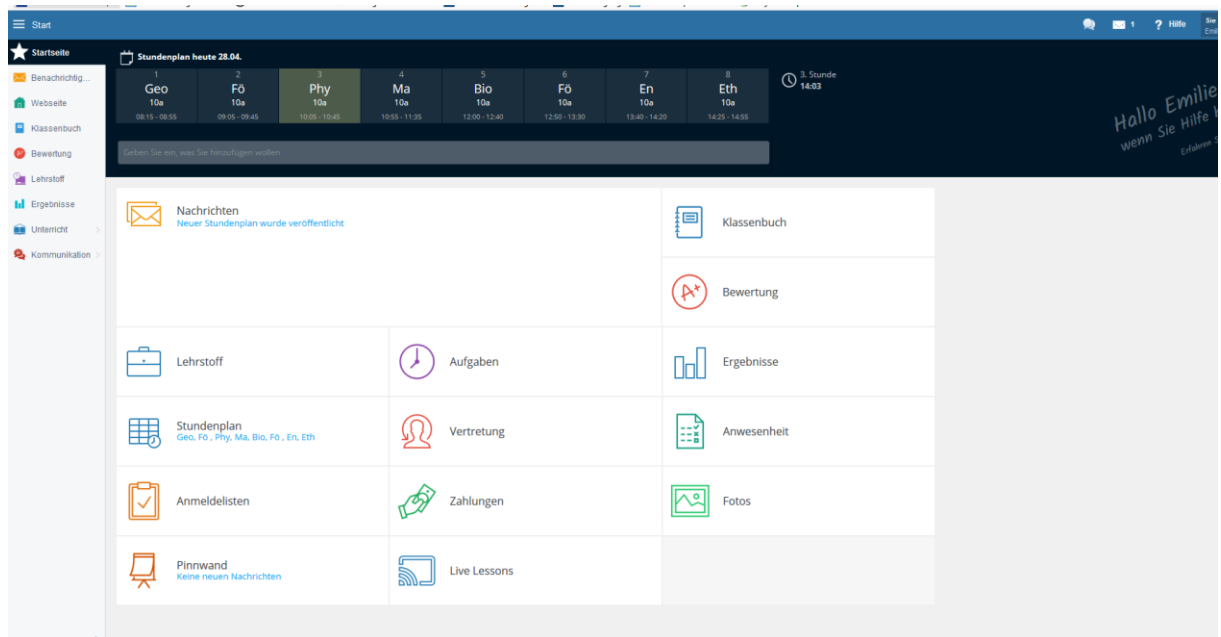 Start
1
Hilfe
Sie
Emil
Startseite
Benachrichtig...
Webseite
Klassenbuch
Bewertung
Lehrstoff
Ergebnisse
Unterricht
Kommunikation
Stundenplan heute 28.04.
1 2 3 4 5 6 7 8
Geo Fö Phy Ma Bio Fö En Eth
10a 10a 10a 10a 10a 10a 10a 10a
08:15 - 08:55 09:05 - 09:45 10:05 - 10:45 10:55 - 11:35 12:00 - 12:40 12:50 - 13:30 13:40 - 14:20 14:25 - 14:55
3. Stunde
14:03
Geben Sie ein, was Sie hinzufügen wollen
Hallo Emilie
wenn Sie Hilfe
Erfahren S
Nachrichten
Neuer Stundenplan wurde veröffentlicht
Klassenbuch
Bewertung
Lehrstoff
Aufgaben
Ergebnisse
Stundenplan
Geo, Fö , Phy, Ma, Bio, Fö , En, Eth
Vertretung
Anwesenheit
Anmeldelisten
Zahlungen
Fotos
Pinnwand
Keine neuen Nachrichten
Live Lessons